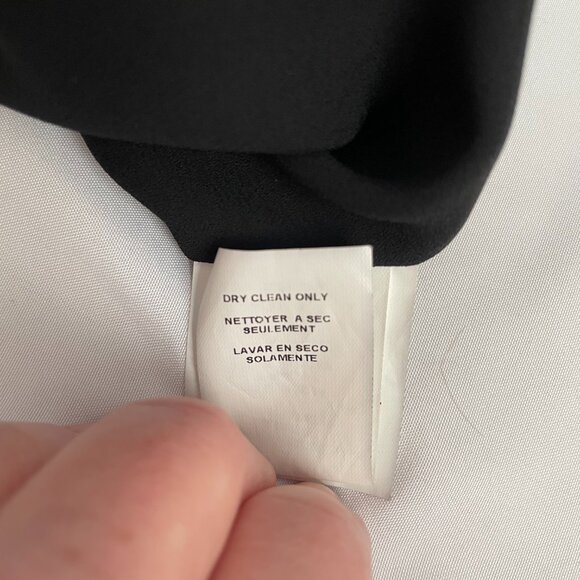 DRY CLEAN ONLY
NETTOYER A SEC
SEULEMENT
LAVAR EN SECO
SOLAMENTE